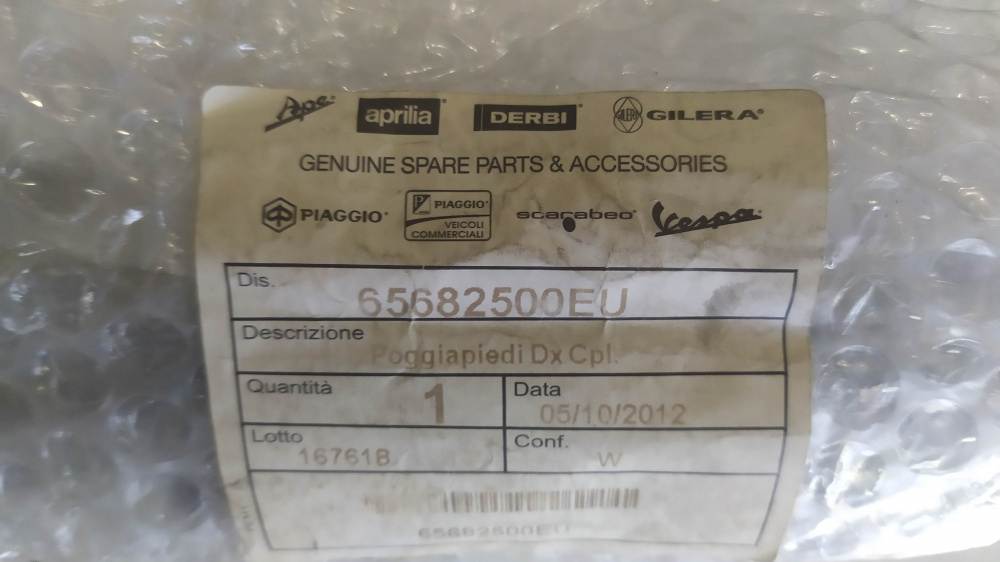 Ape
aprilia
DERBI
GILERA
GENUINE SPARE PARTS & ACCESSORIES
PIAGGIO
PIAGGIO
VEICOLI
COMMERCIALI
scarabeo
Vespa
Dis.
65682500EU
Descrizione
Poggiapiedi Dx Cpl.
Quantità
1
Data
05/10/2012
Lotto
167618
Conf.
W
65682500EU